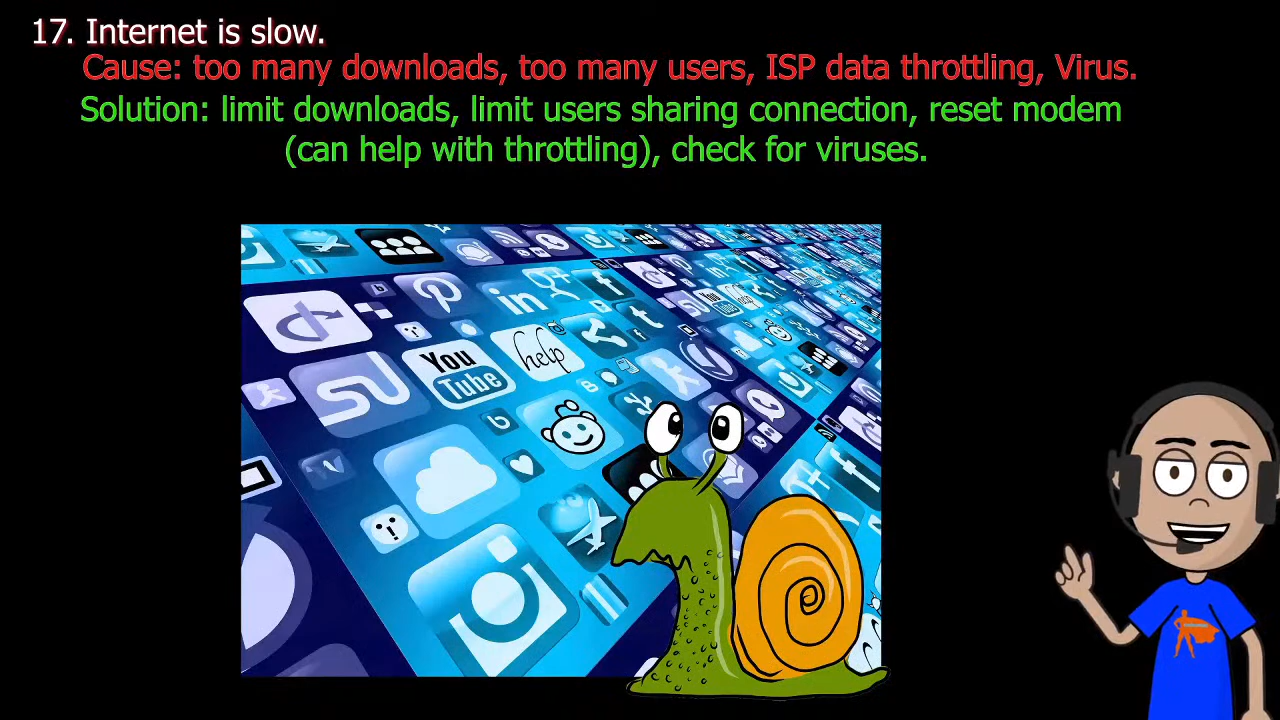 17. Internet is slow.
Cause: too many downloads, too many users, ISP data throttling, Virus.
Solution: limit downloads, limit users sharing connection, reset modem
(can help with throttling), check for viruses.
in
You
Tube
help